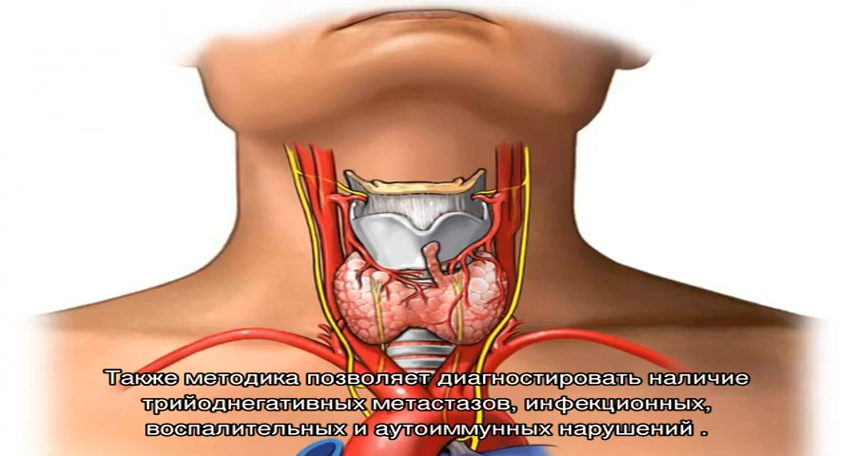 Также методика позволяет диагностировать наличие
трийоднегативных метастазов, инфекционных,
воспалительных и аутоиммунных нарушений .